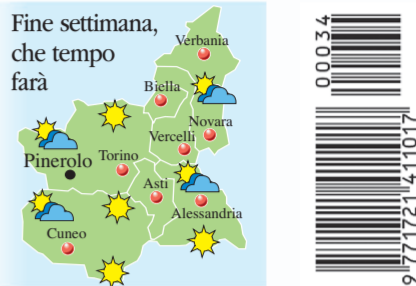 Fine settimana,
che tempo
farà
Verbania
Biella
Novara
Vercelli
Pinerolo
Torino
Asti
Alessandria
Cuneo
00034
9 771721 411017